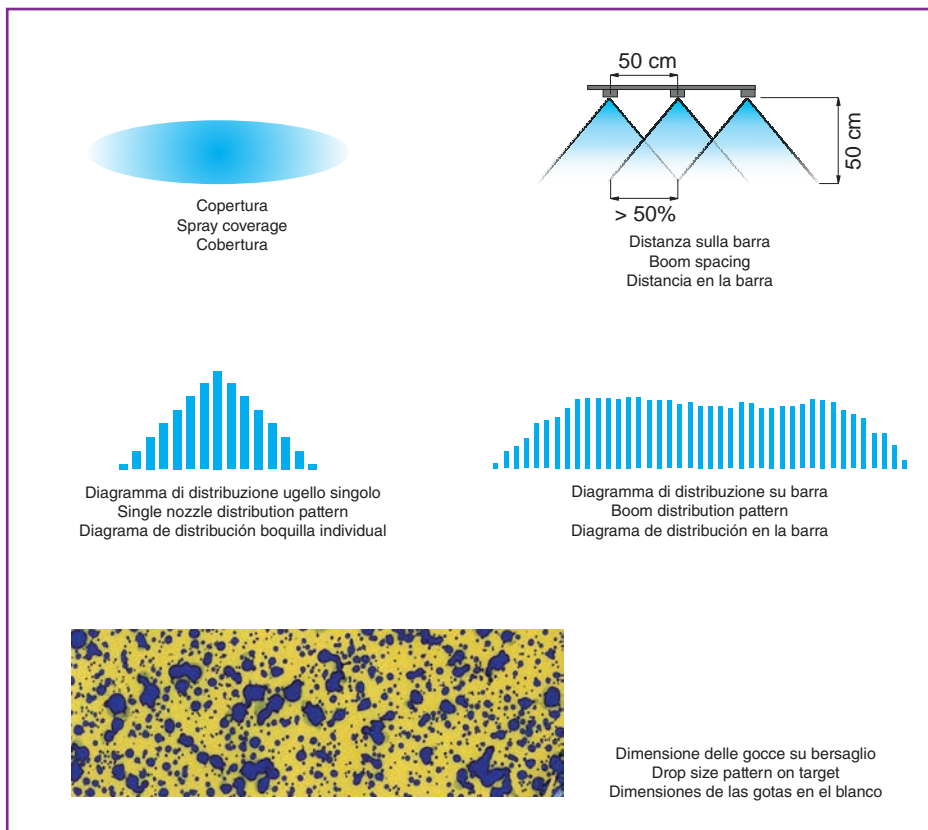 50 cm
50 cm
> 50%
Copertura
Spray coverage
Cobertura
Distanza sulla barra
Boom spacing
Distancia en la barra
Diagramma di distribuzione ugello singolo
Single nozzle distribution pattern
Diagrama de distribución boquilla individual
Diagramma di distribuzione su barra
Boom distribution pattern
Diagrama de distribución en la barra
Dimensione delle gocce su bersaglio
Drop size pattern on target
Dimensiones de las gotas en el blanco